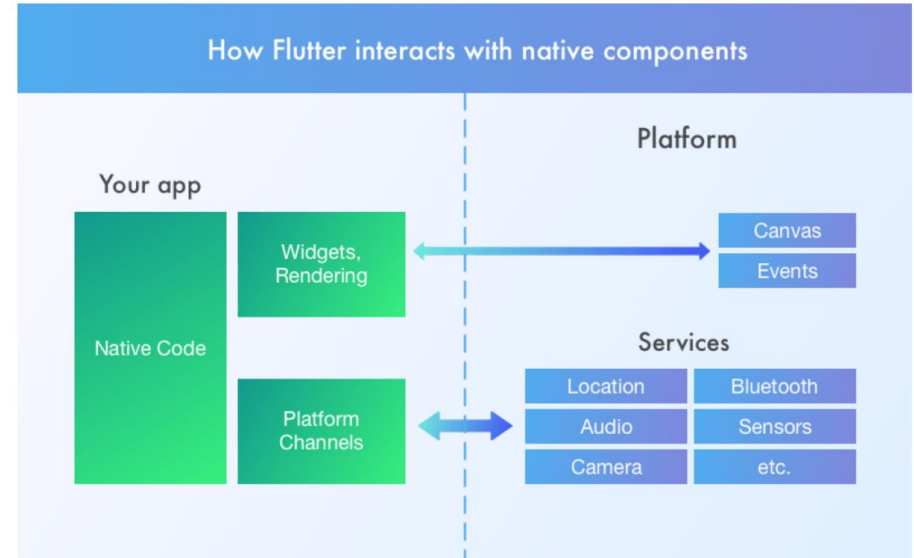 How Flutter interacts with native components
Platform
Your app
Native Code
Widgets,
Rendering
Canvas
Events
Platform
Channels
Services
Location
Bluetooth
Audio
Sensors
Camera
etc.